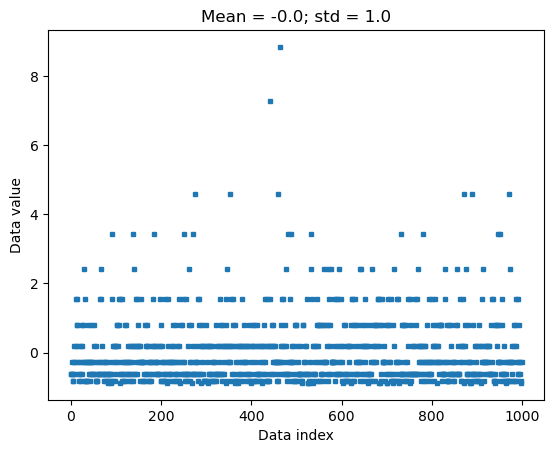 Mean = -0.0; std = 1.0
Data value
8
6
4
2
0
0 200 400 600 800 1000
Data index